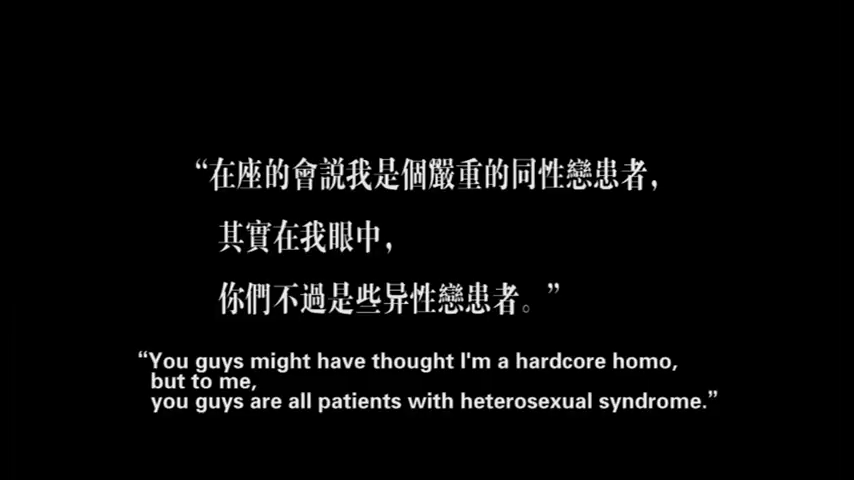 “在座的會説我是個嚴重的同性戀患者，
其實在我眼中，
你們不過是些异性戀患者。”
“You guys might have thought I'm a hardcore homo,
but to me,
you guys are all patients with heterosexual syndrome.”